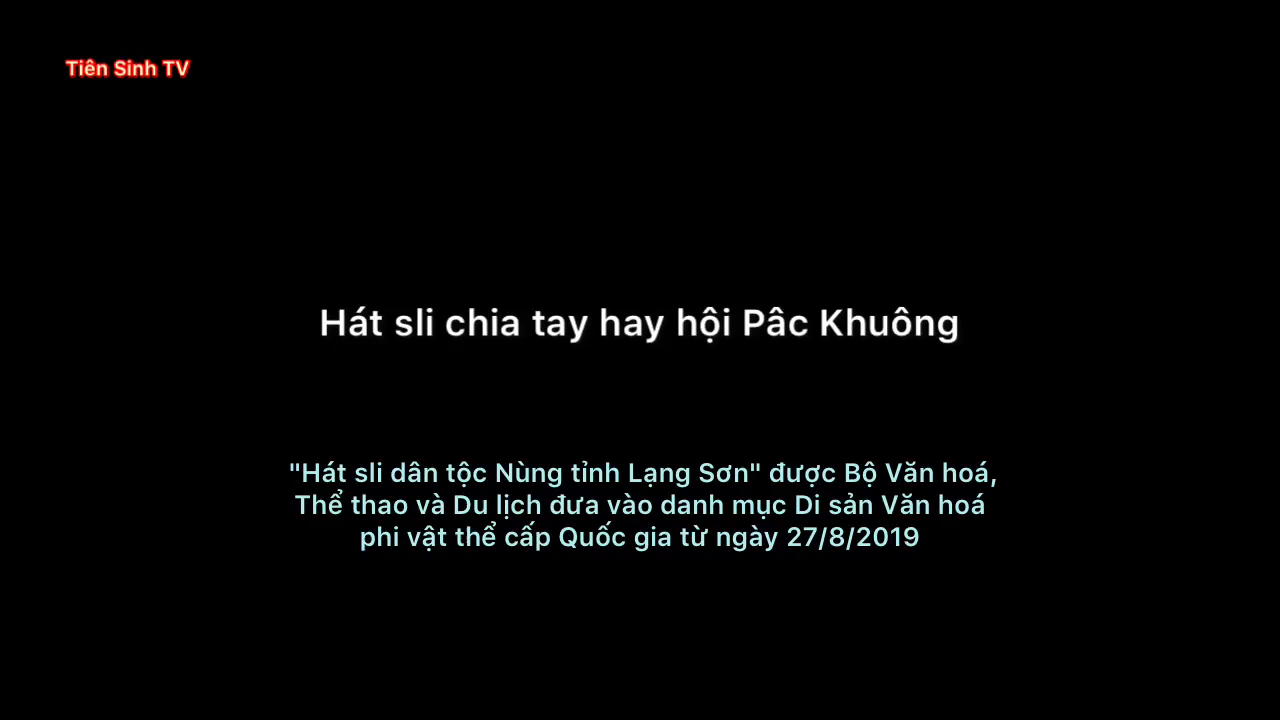 Tiên Sinh TV
Hát sli chia tay hay hội Pâc Khuông
"Hát sli dân tộc Nùng tỉnh Lạng Sơn" được Bộ Văn hoá,
Thể thao và Du lịch đưa vào danh mục Di sản Văn hoá
phi vật thể cấp Quốc gia từ ngày 27/8/2019